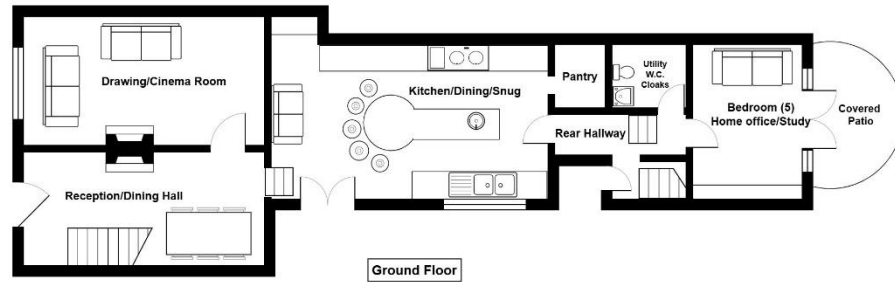 Drawing/Cinema Room
Kitchen/Dining/Snug
Pantry
Utility
W.C.
Cloaks
Bedroom (5)
Home office/Study
Covered
Patio
Rear Hallway
Reception/Dining Hall
Ground Floor